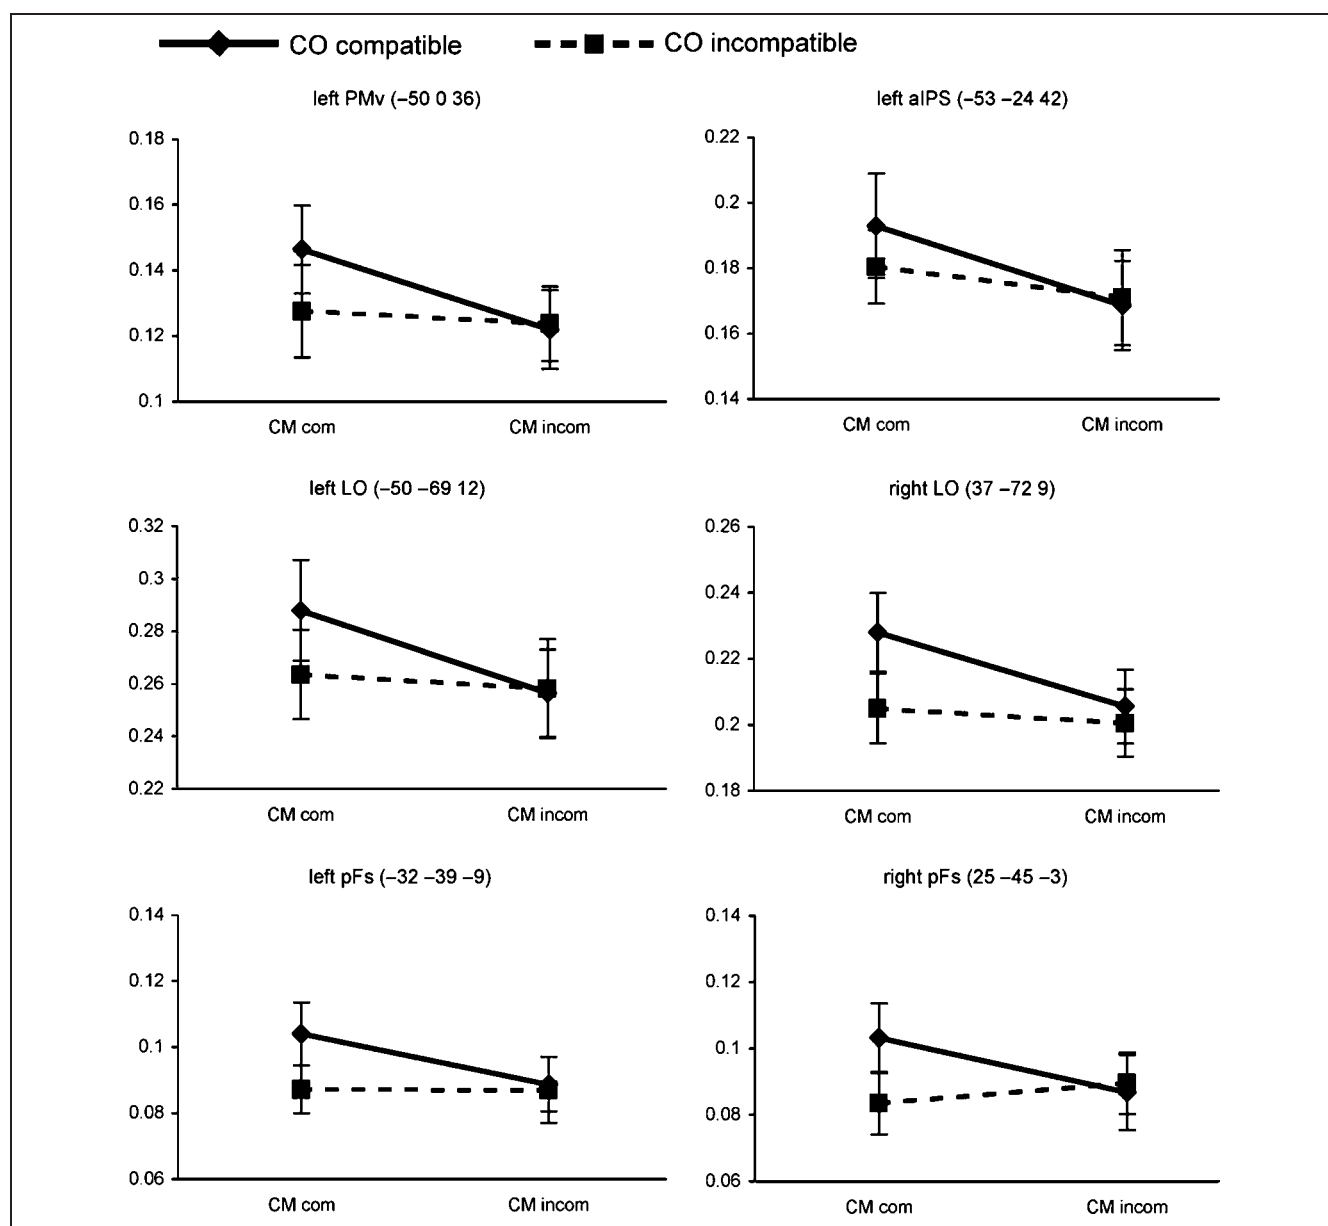 CO compatible CO incompatible
left PMv (−50 0 36)
0.18
0.16
0.14
0.12
0.1
CM com CM incom
left aIPS (−53 −24 42)
0.22
0.2
0.18
0.16
0.14
CM com CM incom
left LO (−50 −69 12)
0.32
0.3
0.28
0.26
0.24
0.22
CM com CM incom
right LO (37 −72 9)
0.26
0.24
0.22
0.2
0.18
CM com CM incom
left pFs (−32 −39 −9)
0.14
0.12
0.1
0.08
0.06
CM com CM incom
right pFs (25 −45 −3)
0.14
0.12
0.1
0.08
0.06
CM com CM incom